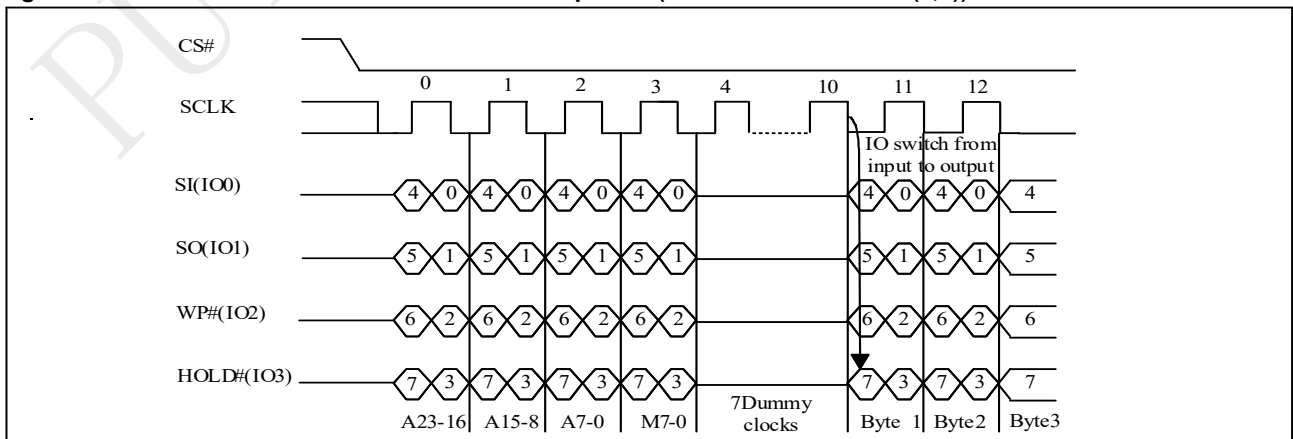 PU
CS#
0 1 2 3 4 10 11 12
SCLK
IO switch from
input to output
SI(IO0)
4 0 4 0 4 0 4 0 4 0 4 0 4
SO(IO1)
5 1 5 1 5 1 5 1 5 1 5 1 5
WP#(IO2)
6 2 6 2 6 2 6 2 6 2 6 2 6
HOLD#(IO3)
7 3 7 3 7 3 7 3 7 3 7 3 7
A23-16 A15-8 A7-0 M7-0 7Dummy clocks Byte 1 Byte2 Byte3